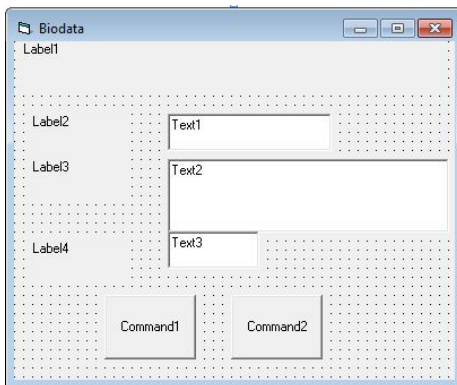 Biodata
Label1
Label2
Text1
Label3
Text2
Label4
Text3
Command1
Command2